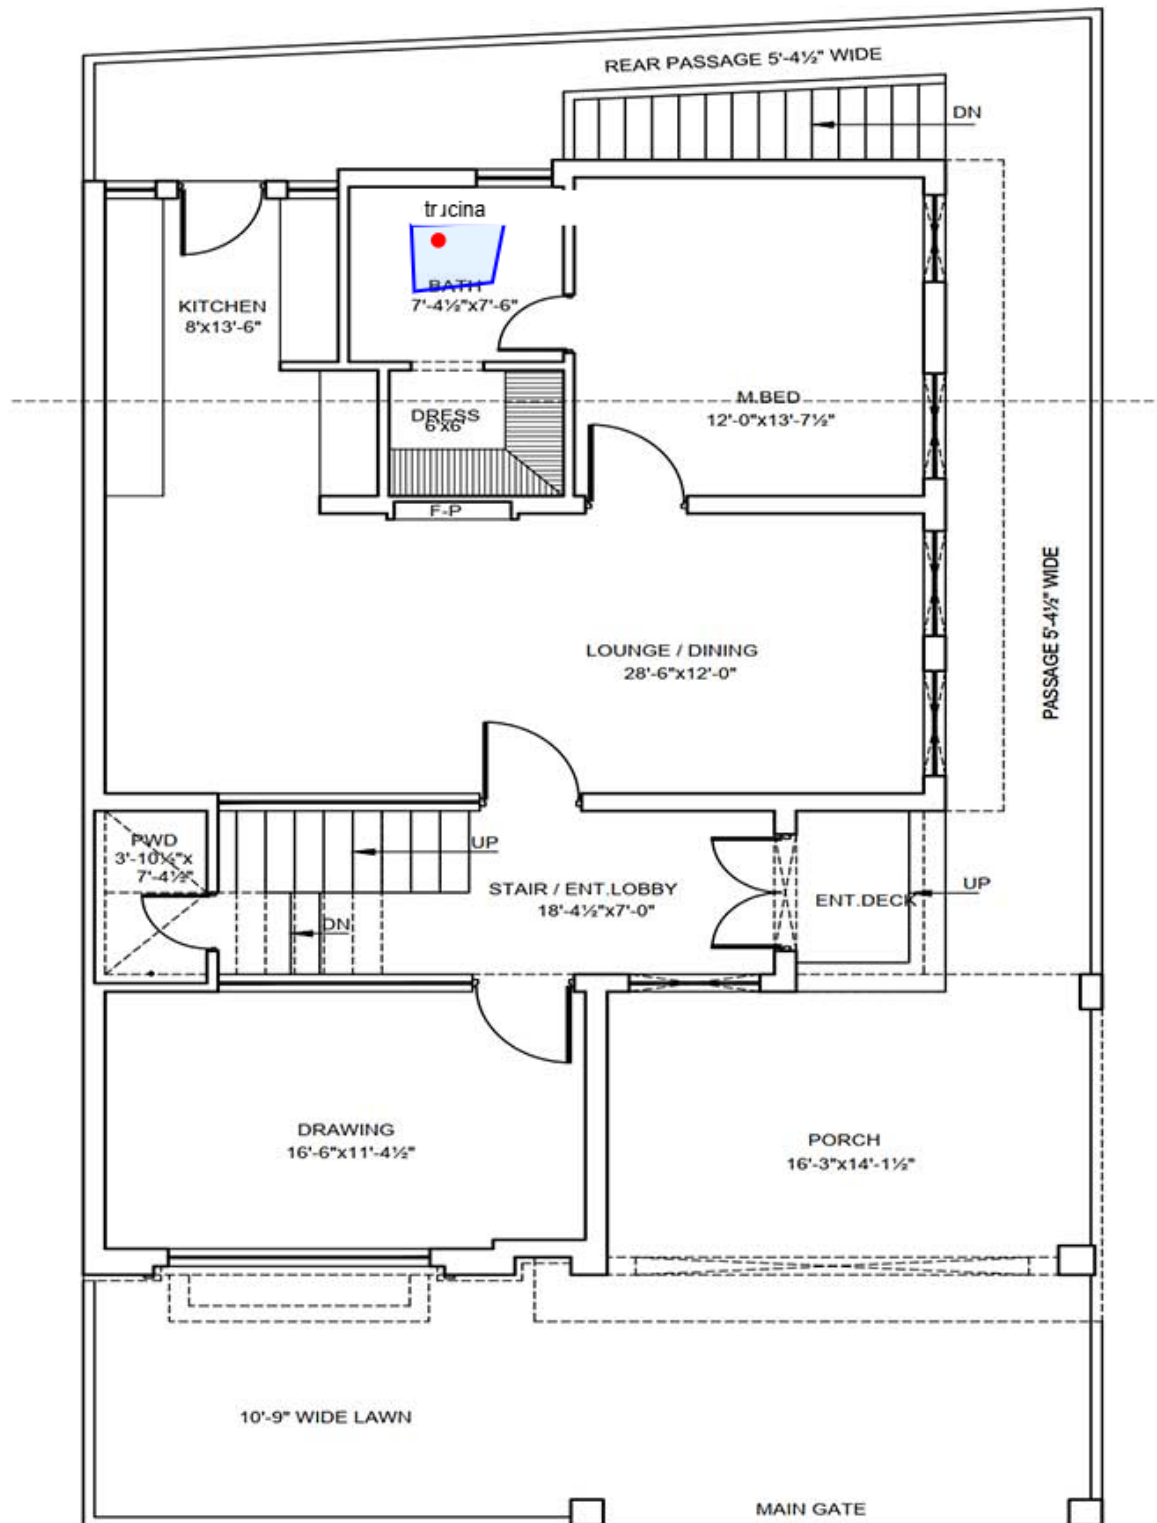 REAR PASSAGE 5'-4½" WIDE
DN
BATH
7'-4½"x7'-6"
KITCHEN
8'x13'-6"
M.BED
12'-0"x13'-7½"
DRESS
6'x6'
F-P
LOUNGE / DINING
28'-6"x12'-0"
PASSAGE 5'-4½" WIDE
PWD
3'-10½"x
7'-4½"
UP
STAIR / ENT.LOBBY
18'-4½"x7'-0"
DN
ENT.DECK
UP
DRAWING
16'-6"x11'-4½"
PORCH
16'-3"x14'-1½"
10'-9" WIDE LAWN
MAIN GATE